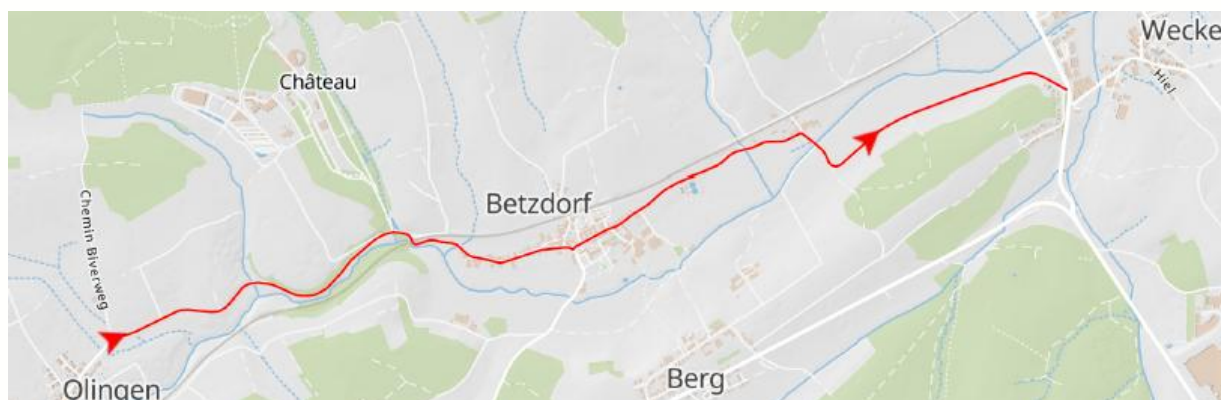 Wecke
Hiel
Château
Chemin Biverweg
Betzdorf
Olingen
Berg